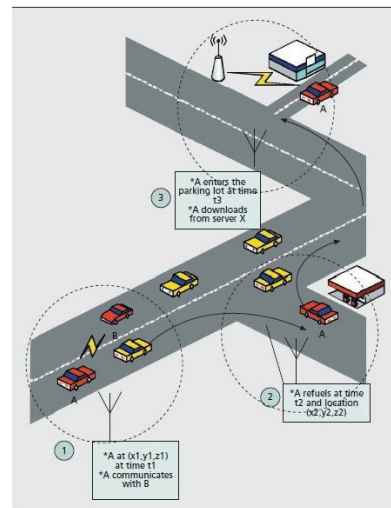 A
3
*A enters the
parking lot at time
t3
*A downloads
from server X
B
A
A
2
*A refuels at time
t2 and location
(x2,y2,z2)
1
*A at (x1,y1,z1)
at time t1
*A communicates
with B